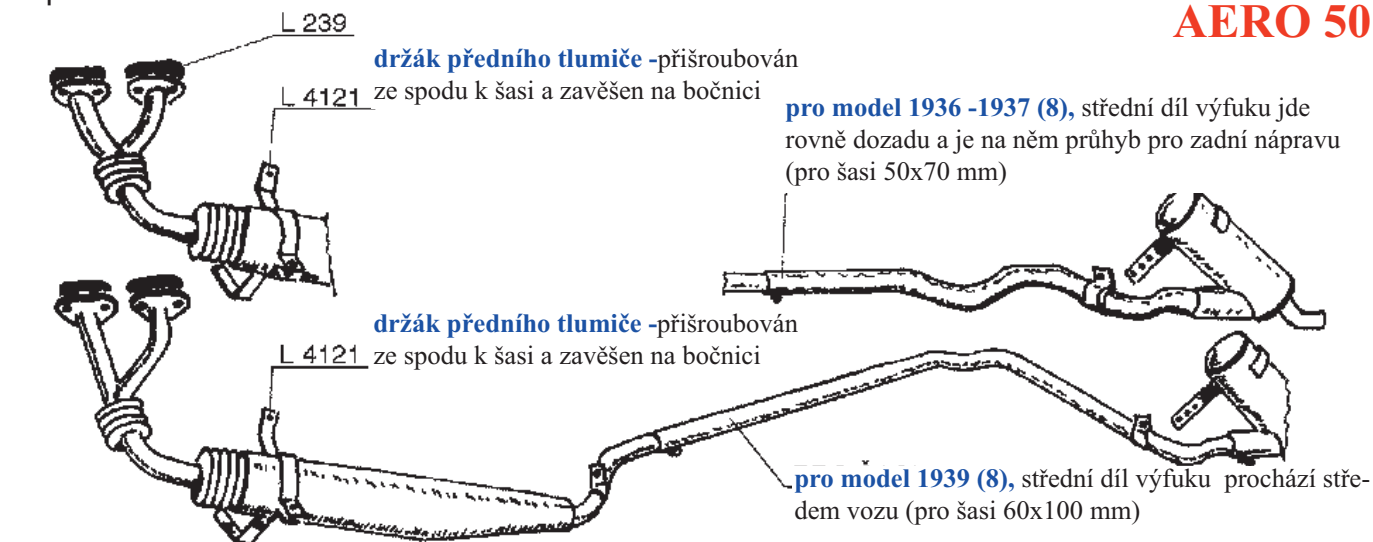 AERO 50
L 239
držák předního tlumiče -přišroubován
ze spodu k šasi a zavěšen na bočnici
L 4121
pro model 1936 -1937 (8), střední díl výfuku jde
rovně dozadu a je na něm průhyb pro zadní nápravu
(pro šasi 50x70 mm)
držák předního tlumiče -přišroubován
ze spodu k šasi a zavěšen na bočnici
L 4121
pro model 1939 (8), střední díl výfuku prochází stře-
dem vozu (pro šasi 60x100 mm)